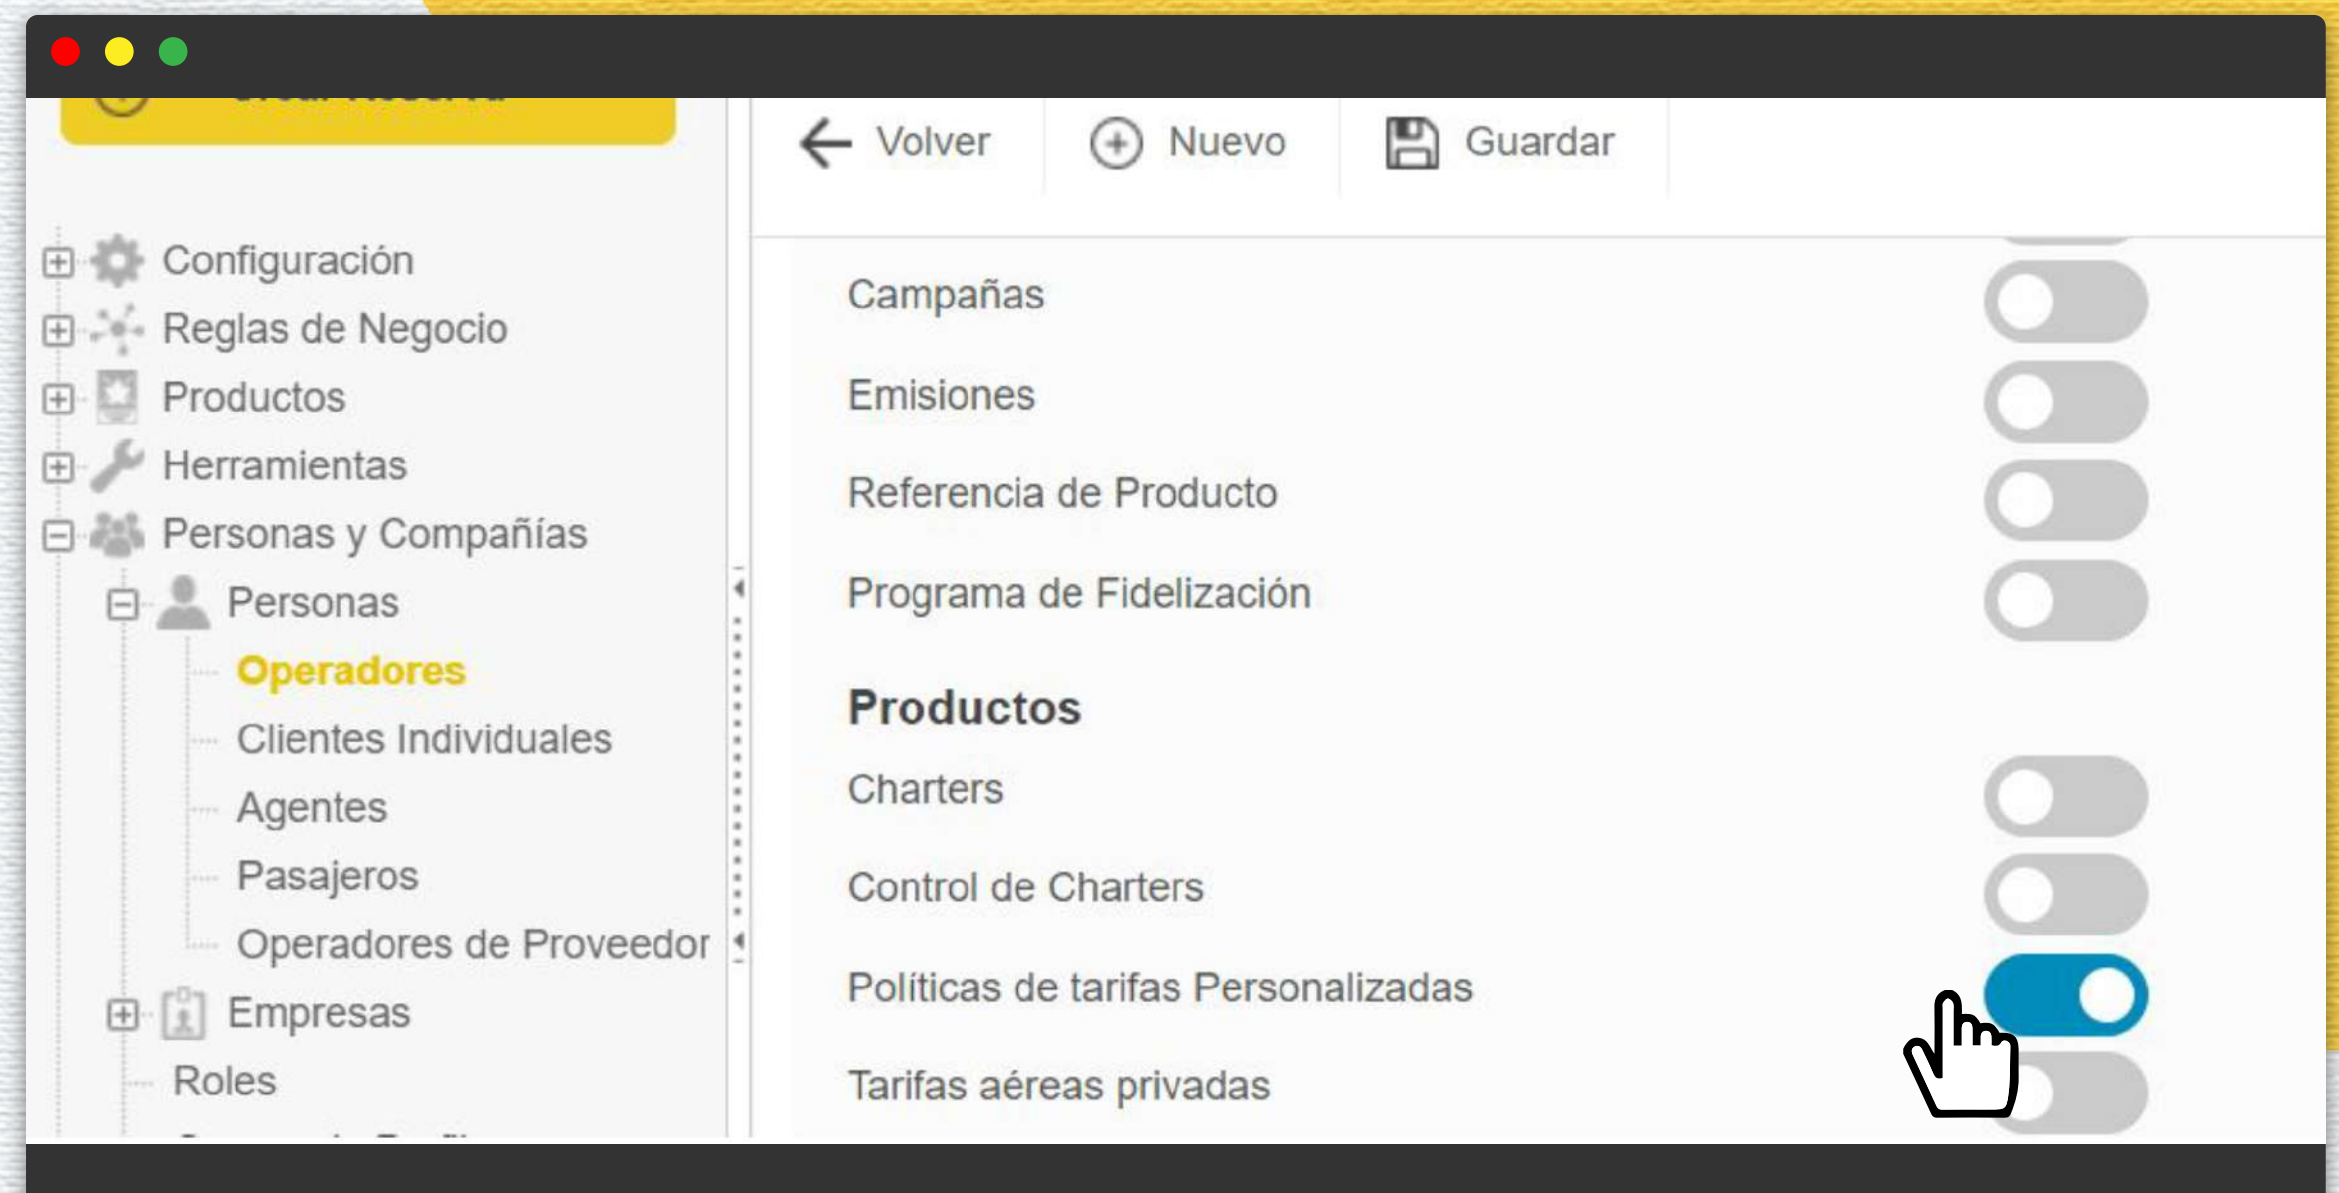 Volver
Nuevo
Guardar
Configuración
Reglas de Negocio
Productos
Herramientas
Personas y Compañías
Personas
Operadores
Clientes Individuales
Agentes
Pasajeros
Operadores de Proveedor
Empresas
Roles
Campañas
Emisiones
Referencia de Producto
Programa de Fidelización
Productos
Charters
Control de Charters
Políticas de tarifas Personalizadas
Tarifas aéreas privadas